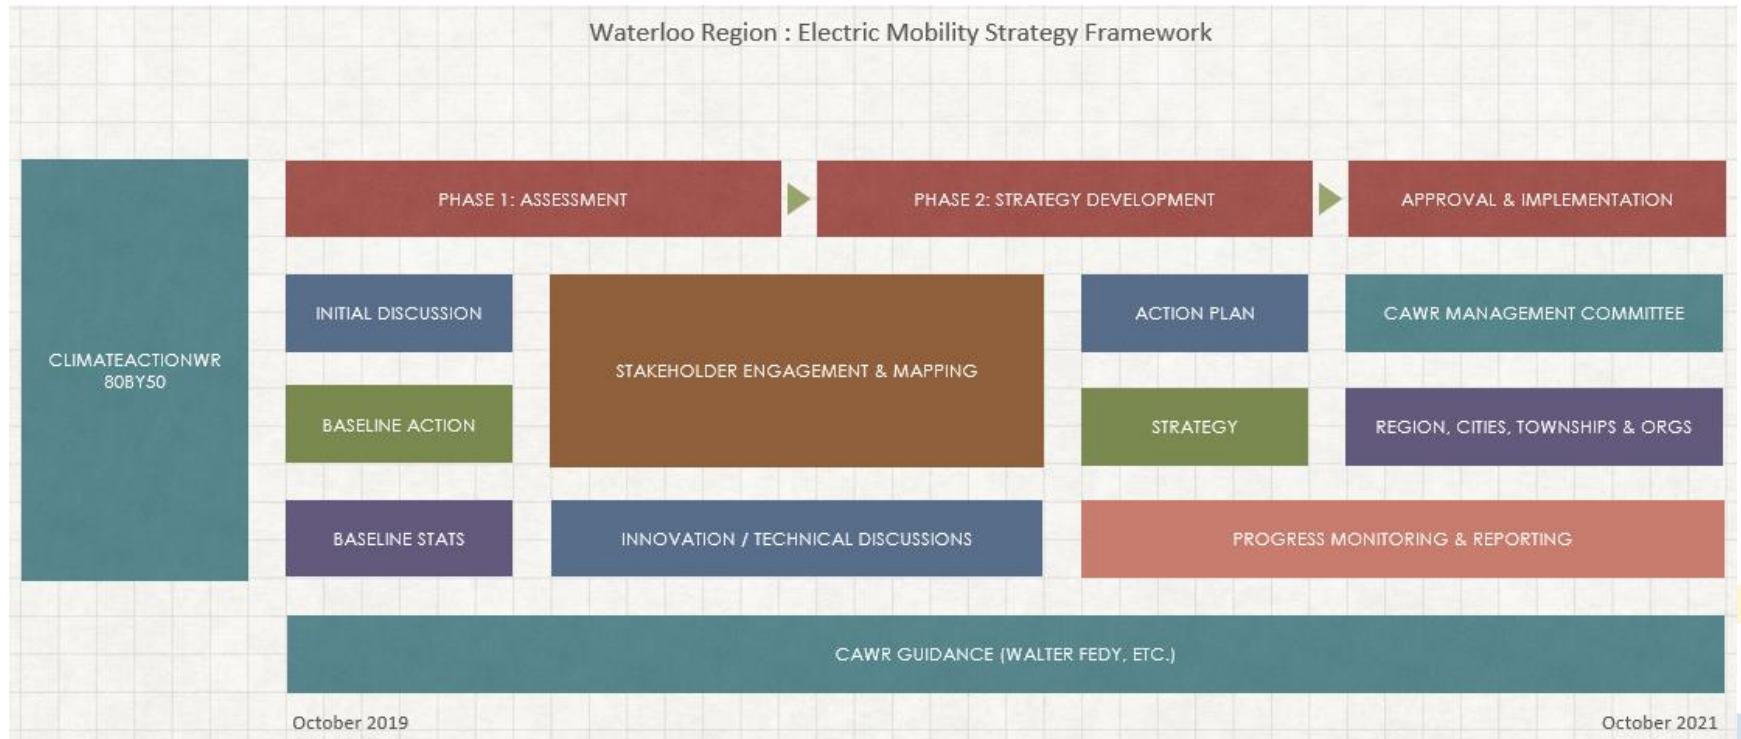 Waterloo Region : Electric Mobility Strategy Framework
CLIMATEACTIONWR
80BY50
PHASE 1: ASSESSMENT
PHASE 2: STRATEGY DEVELOPMENT
APPROVAL & IMPLEMENTATION
INITIAL DISCUSSION
STAKEHOLDER ENGAGEMENT & MAPPING
ACTION PLAN
CAWR MANAGEMENT COMMITTEE
BASELINE ACTION
STRATEGY
REGION, CITIES, TOWNSHIPS & ORGS
BASELINE STATS
INNOVATION / TECHNICAL DISCUSSIONS
PROGRESS MONITORING & REPORTING
CAWR GUIDANCE (WALTER FEDY, ETC.)
October 2019
October 2021